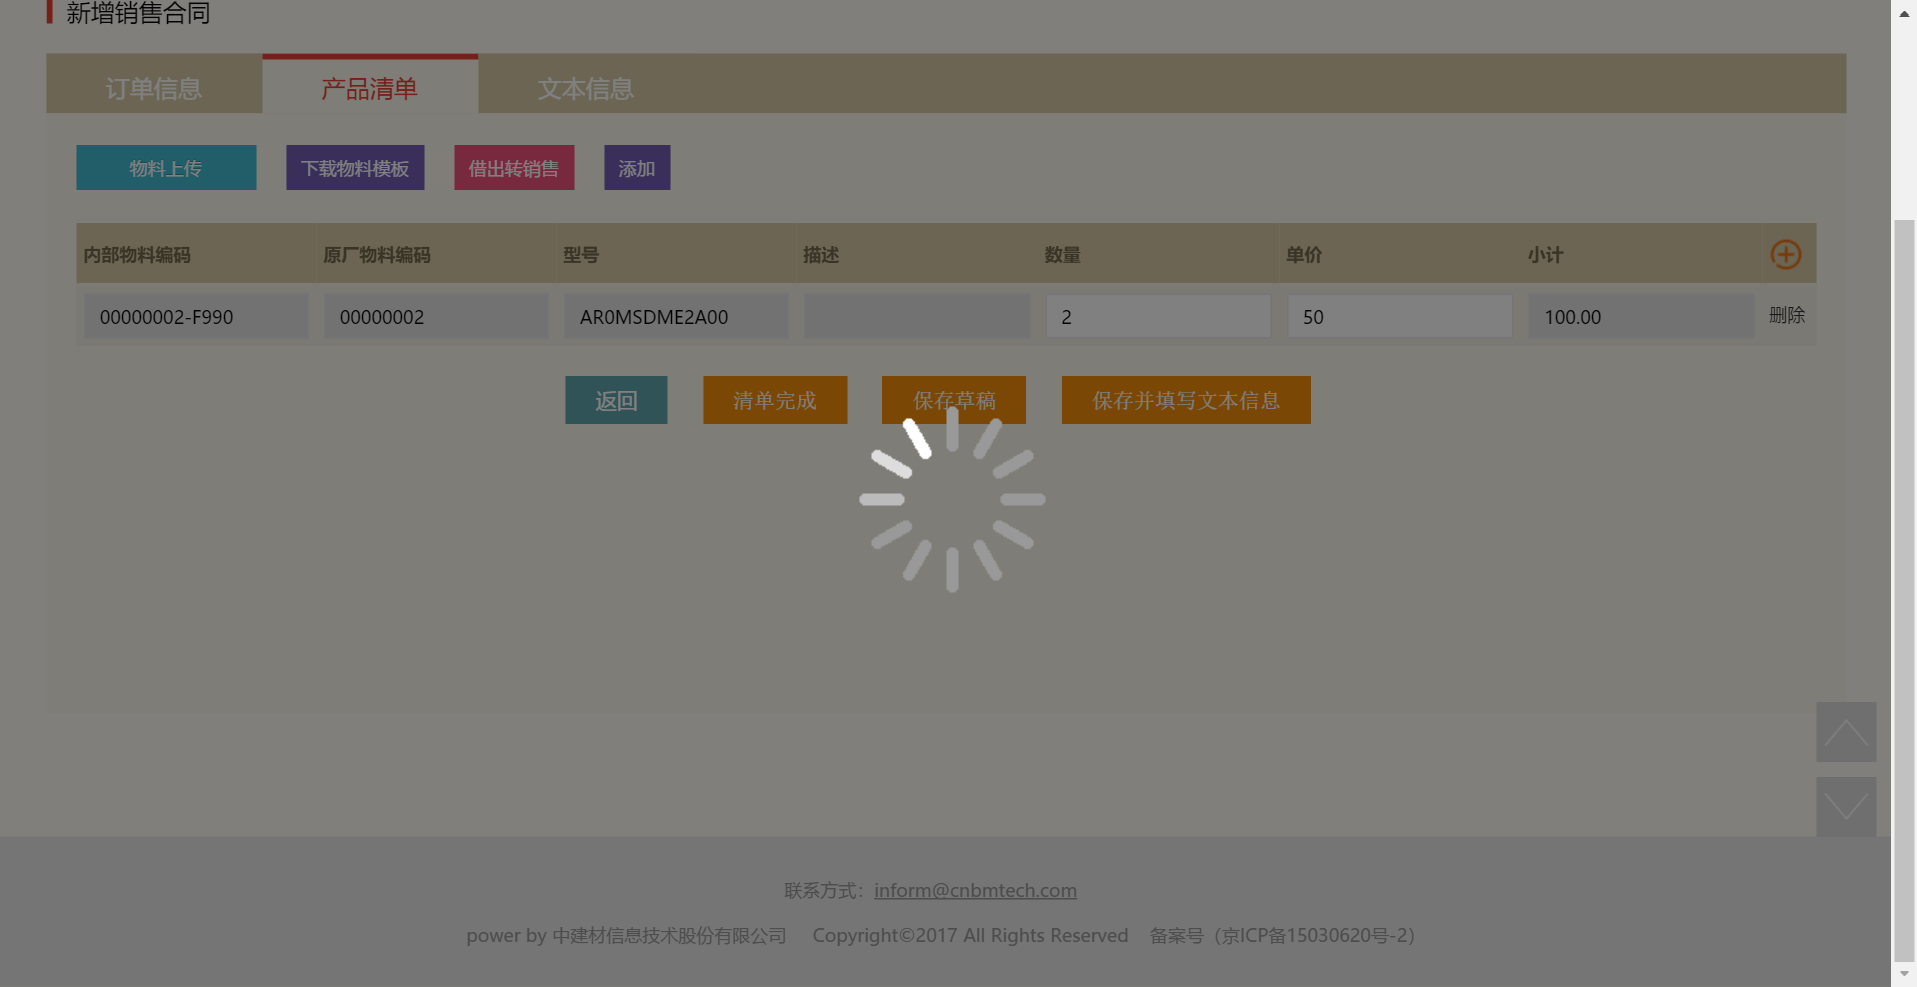 新增销售合同
订单信息 产品清单 文本信息
物料上传 下载物料模板 借出转销售 添加
内部物料编码 原厂物料编码 型号 描述 数量 单价 小计
00000002-F990 00000002 AR0MSDME2A00 2 50 100.00 删除
返回 清单完成 保存草稿 保存并填写文本信息
联系方式：inform@cnbmtech.com
power by 中建材信息技术股份有限公司 Copyright©2017 All Rights Reserved 备案号（京ICP备15030620号-2）